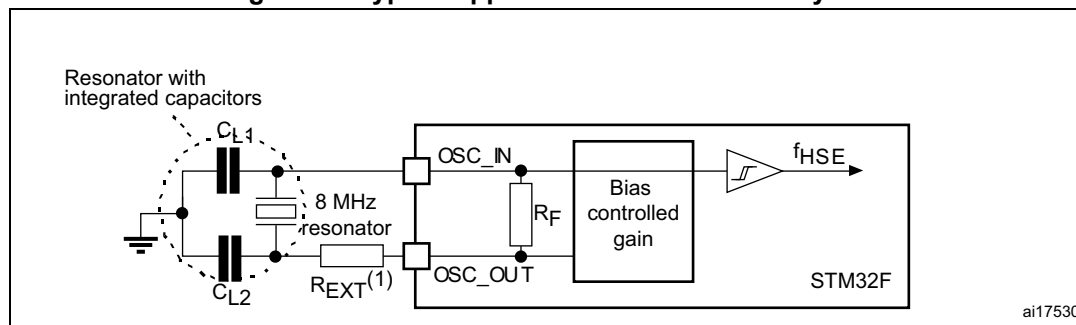 Resonator with
integrated capacitors
CL1
OSC_IN
fHSE
8 MHz
resonator
RF
Bias
controlled
gain
REXT(1)
OSC_OUT
STM32F
CL2
ai17530